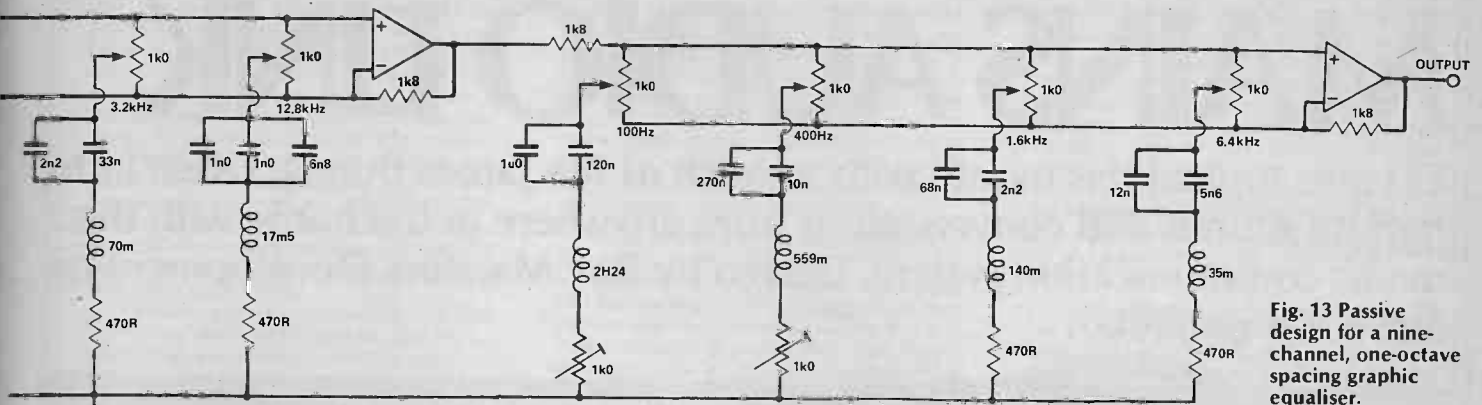 1k0
3.2kHz
2n2
33n
70m
470R
1k0
12.8kHz
1n0
1n0
6n8
17m5
470R
+
−
1k8
1k8
1k0
100Hz
1u0
120n
2H24
1k0
1k0
400Hz
270n
10n
559m
1k0
1k0
1.6kHz
68n
2n2
140m
470R
1k0
6.4kHz
12n
5n6
35m
470R
+
−
1k8
OUTPUT
Fig. 13 Passive
design for a nine-
channel, one-octave
spacing graphic
equaliser.